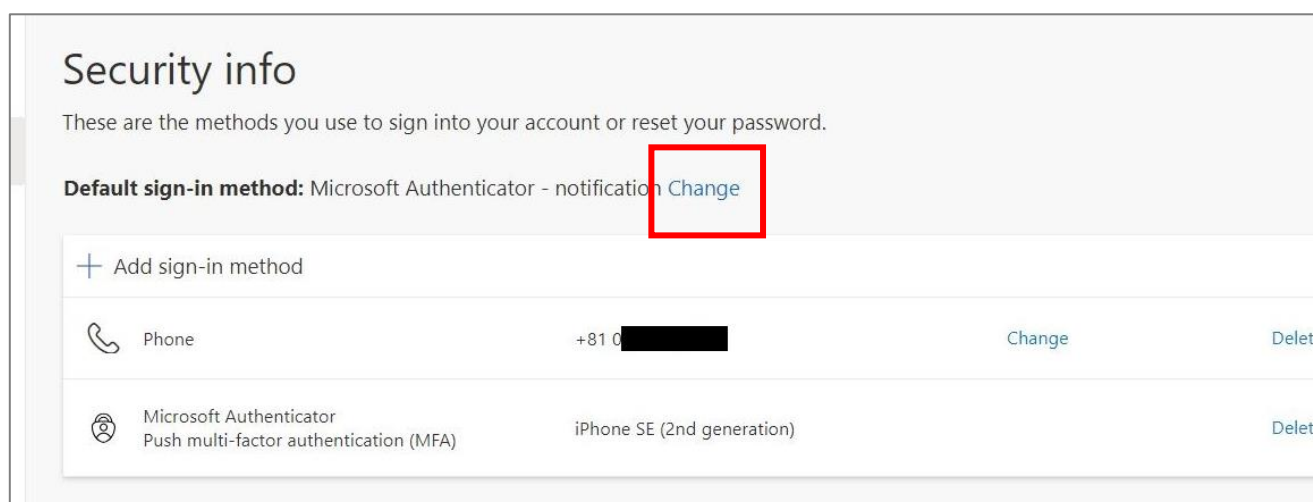 Security info
These are the methods you use to sign into your account or reset your password.
Default sign-in method: Microsoft Authenticator - notification Change
Add sign-in method
Phone +81 0 Change Delet
Microsoft Authenticator
Push multi-factor authentication (MFA) iPhone SE (2nd generation) Delet